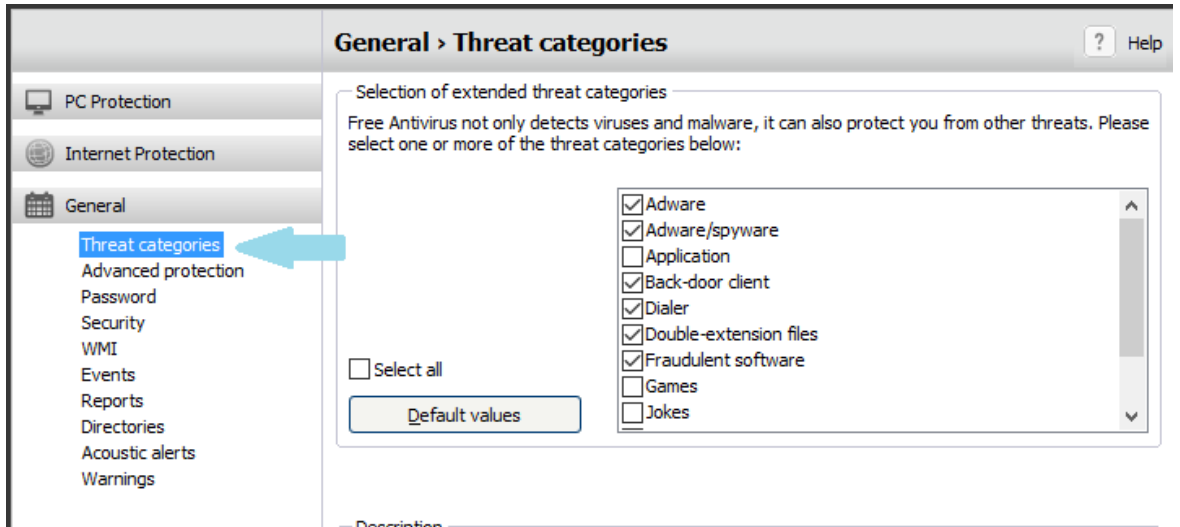 General › Threat categories
? Help
PC Protection
Internet Protection
General
Threat categories
Advanced protection
Password
Security
WMI
Events
Reports
Directories
Acoustic alerts
Warnings
Selection of extended threat categories
Free Antivirus not only detects viruses and malware, it can also protect you from other threats. Please
select one or more of the threat categories below:
Adware
Adware/spyware
Application
Back-door client
Dialer
Double-extension files
Fraudulent software
Games
Jokes
Select all
Default values
Description